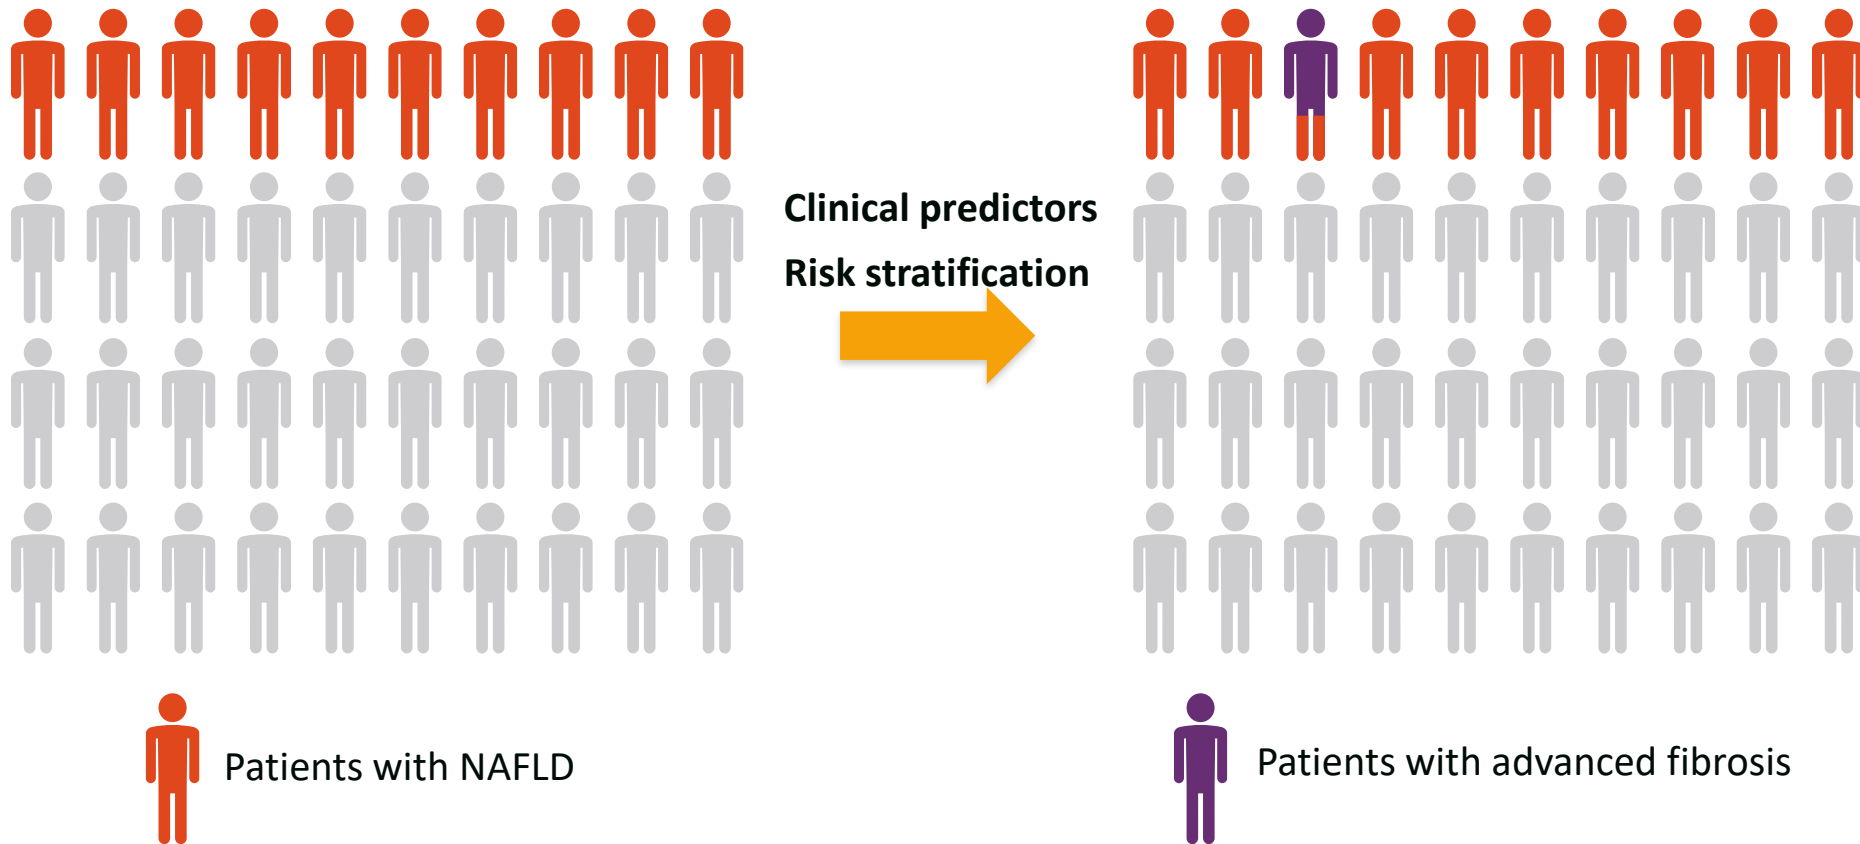 Clinical predictors
Risk stratification
Patients with NAFLD
Patients with advanced fibrosis